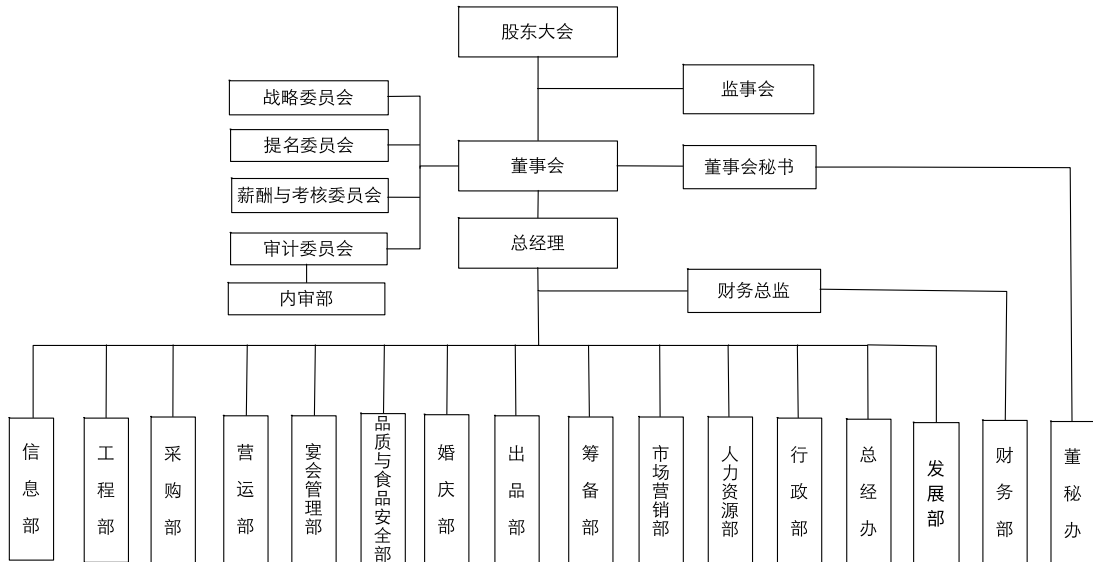 股东大会
监事会
战略委员会
提名委员会
董事会
董事会秘书
薪酬与考核委员会
总经理
审计委员会
财务总监
内审部
信息部
工程部
采购部
营运部
宴会管理部
品质与食品安全部
婚庆部
出品部
筹备部
市场营销部
人力资源部
行政部
总经办
发展部
财务部
董秘办